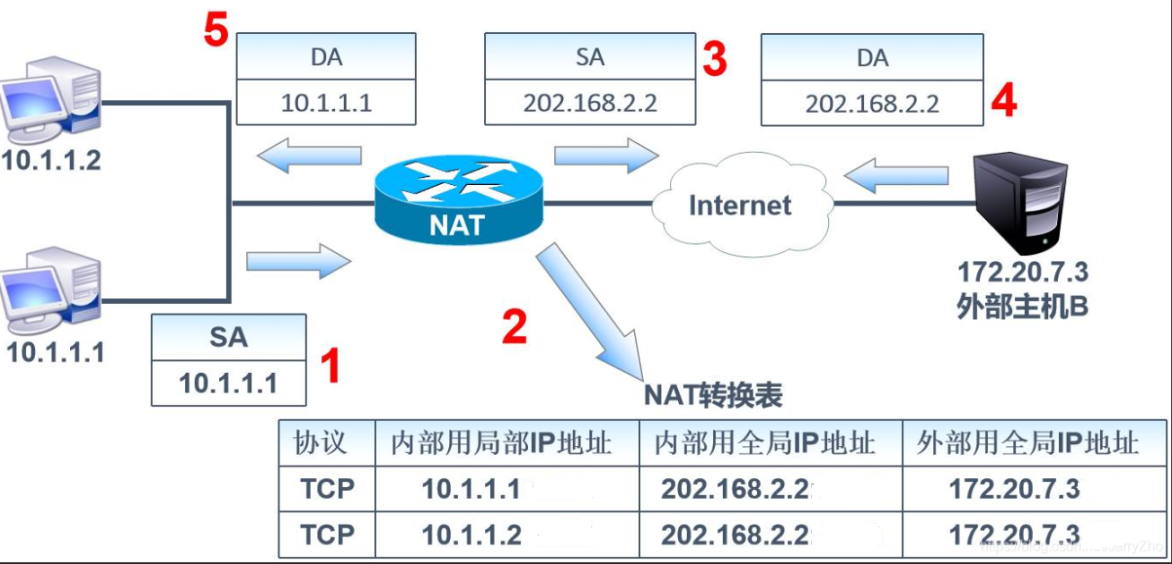 5
DA
10.1.1.1
SA
202.168.2.2
3
DA
202.168.2.2
4
10.1.1.2
NAT
Internet
172.20.7.3
外部主机B
10.1.1.1
SA
10.1.1.1
1
2
NAT转换表
协议 内部用局部IP地址 内部用全局IP地址 外部用全局IP地址
TCP 10.1.1.1 202.168.2.2 172.20.7.3
TCP 10.1.1.2 202.168.2.2 172.20.7.3